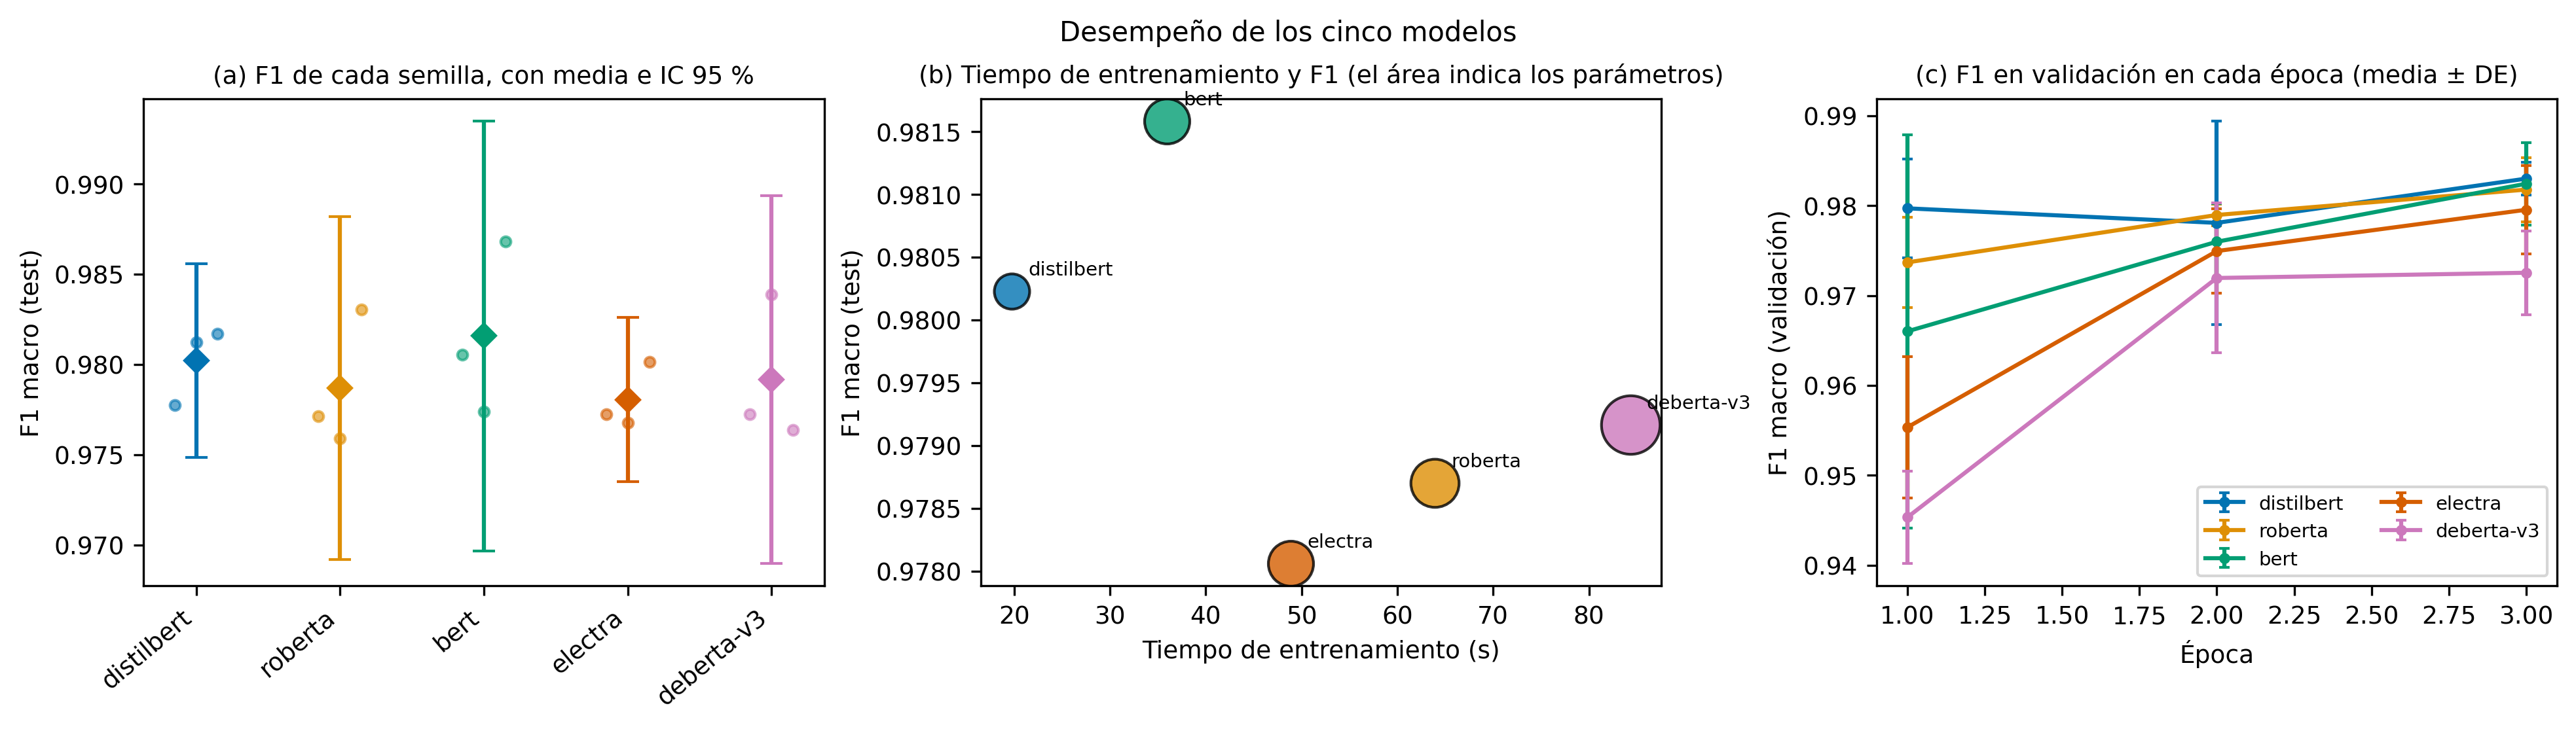 Desempeño de los cinco modelos
(a) F1 de cada semilla, con media e IC 95 %
F1 macro (test)
0.990
0.985
0.980
0.975
0.970
distilbert
roberta
bert
electra
deberta-v3
(b) Tiempo de entrenamiento y F1 (el área indica los parámetros)
F1 macro (test)
0.9815
0.9810
0.9805
0.9800
0.9795
0.9790
0.9785
0.9780
bert
distilbert
deberta-v3
roberta
electra
20 30 40 50 60 70 80
Tiempo de entrenamiento (s)
(c) F1 en validación en cada época (media ± DE)
F1 macro (validación)
0.99
0.98
0.97
0.96
0.95
0.94
distilbert
roberta
bert
electra
deberta-v3
1.00 1.25 1.50 1.75 2.00 2.25 2.50 2.75 3.00
Época